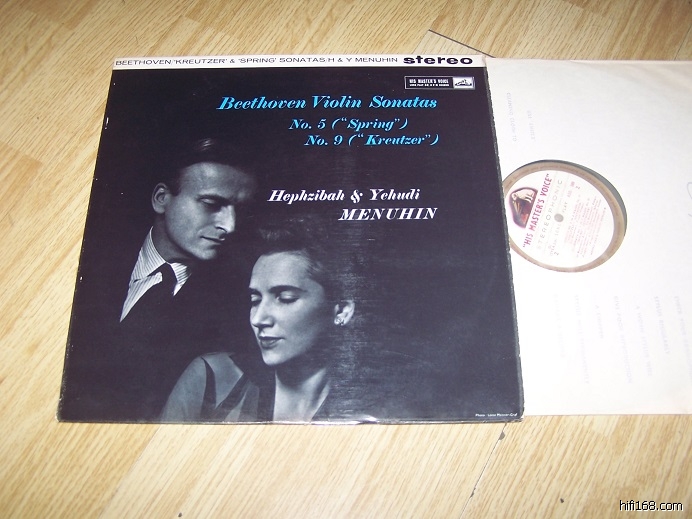 BEETHOVEN:'KREUTZER' & 'SPRING' SONATAS/H & Y MENUHIN stereo
HIS MASTER'S VOICE
Beethoven Violin Sonatas
No. 5 ("Spring")
No. 9 ("Kreutzer")
Hephzibah & Yehudi
MENUHIN
"HIS MASTER'S VOICE"
STEREOPHONIC
hifi168.com